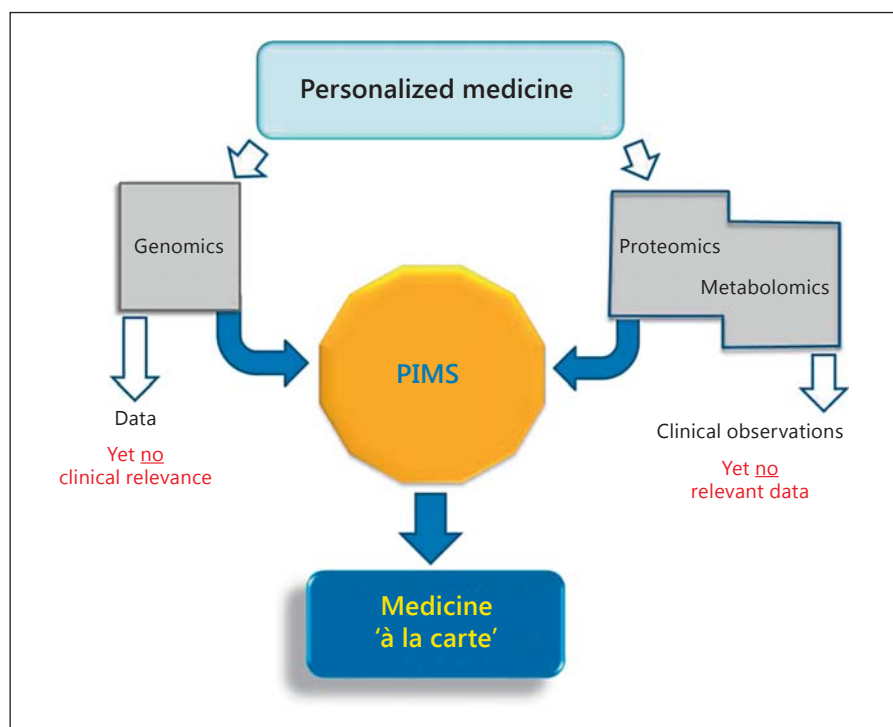 Personalized medicine
Genomics
Proteomics
Metabolomics
PIMS
Data
Yet no
clinical relevance
Clinical observations
Yet no
relevant data
Medicine
‘à la carte’